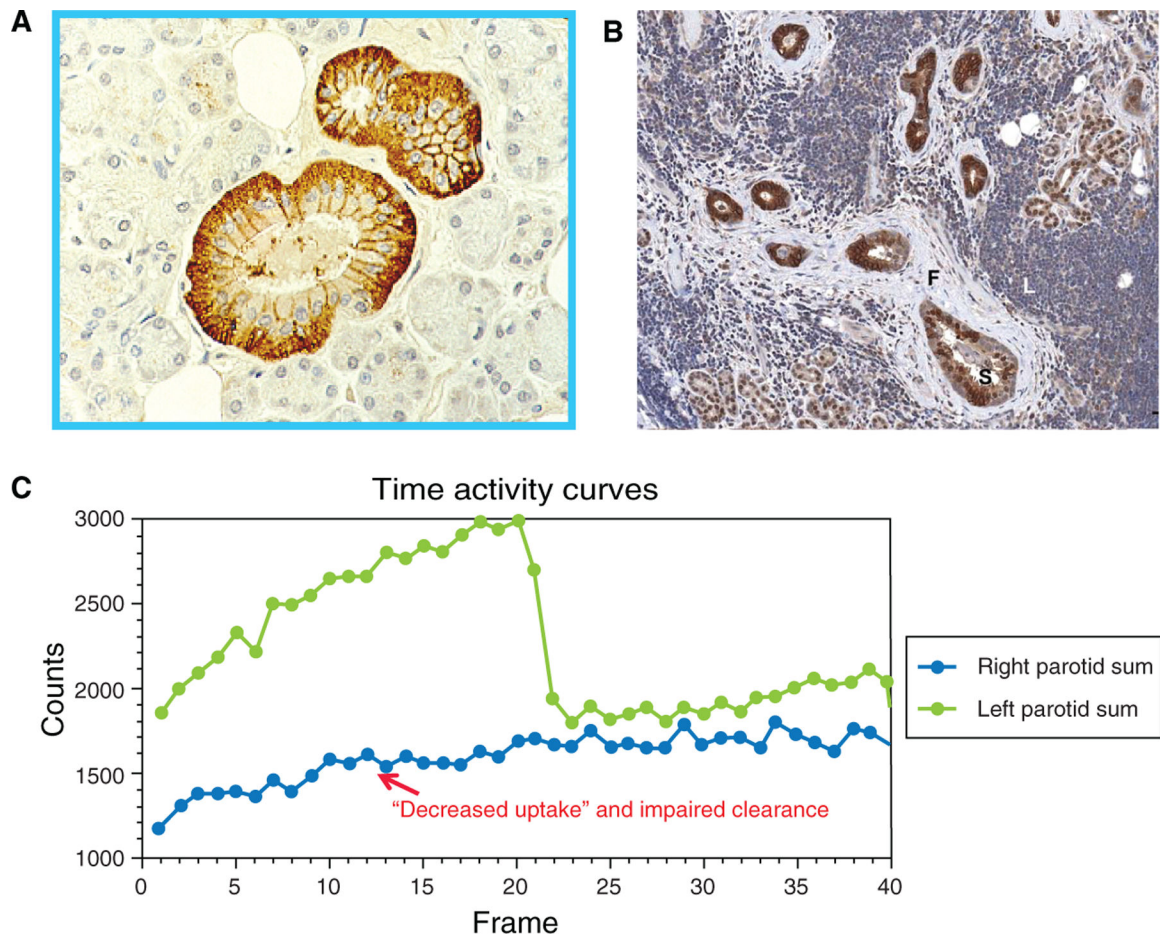 A
B
F
L
S
C
Time activity curves
3000
2500
2000
1500
1000
Counts
0
5
10
15
20
25
30
35
40
Frame
“Decreased uptake” and impaired clearance
Right parotid sum
Left parotid sum